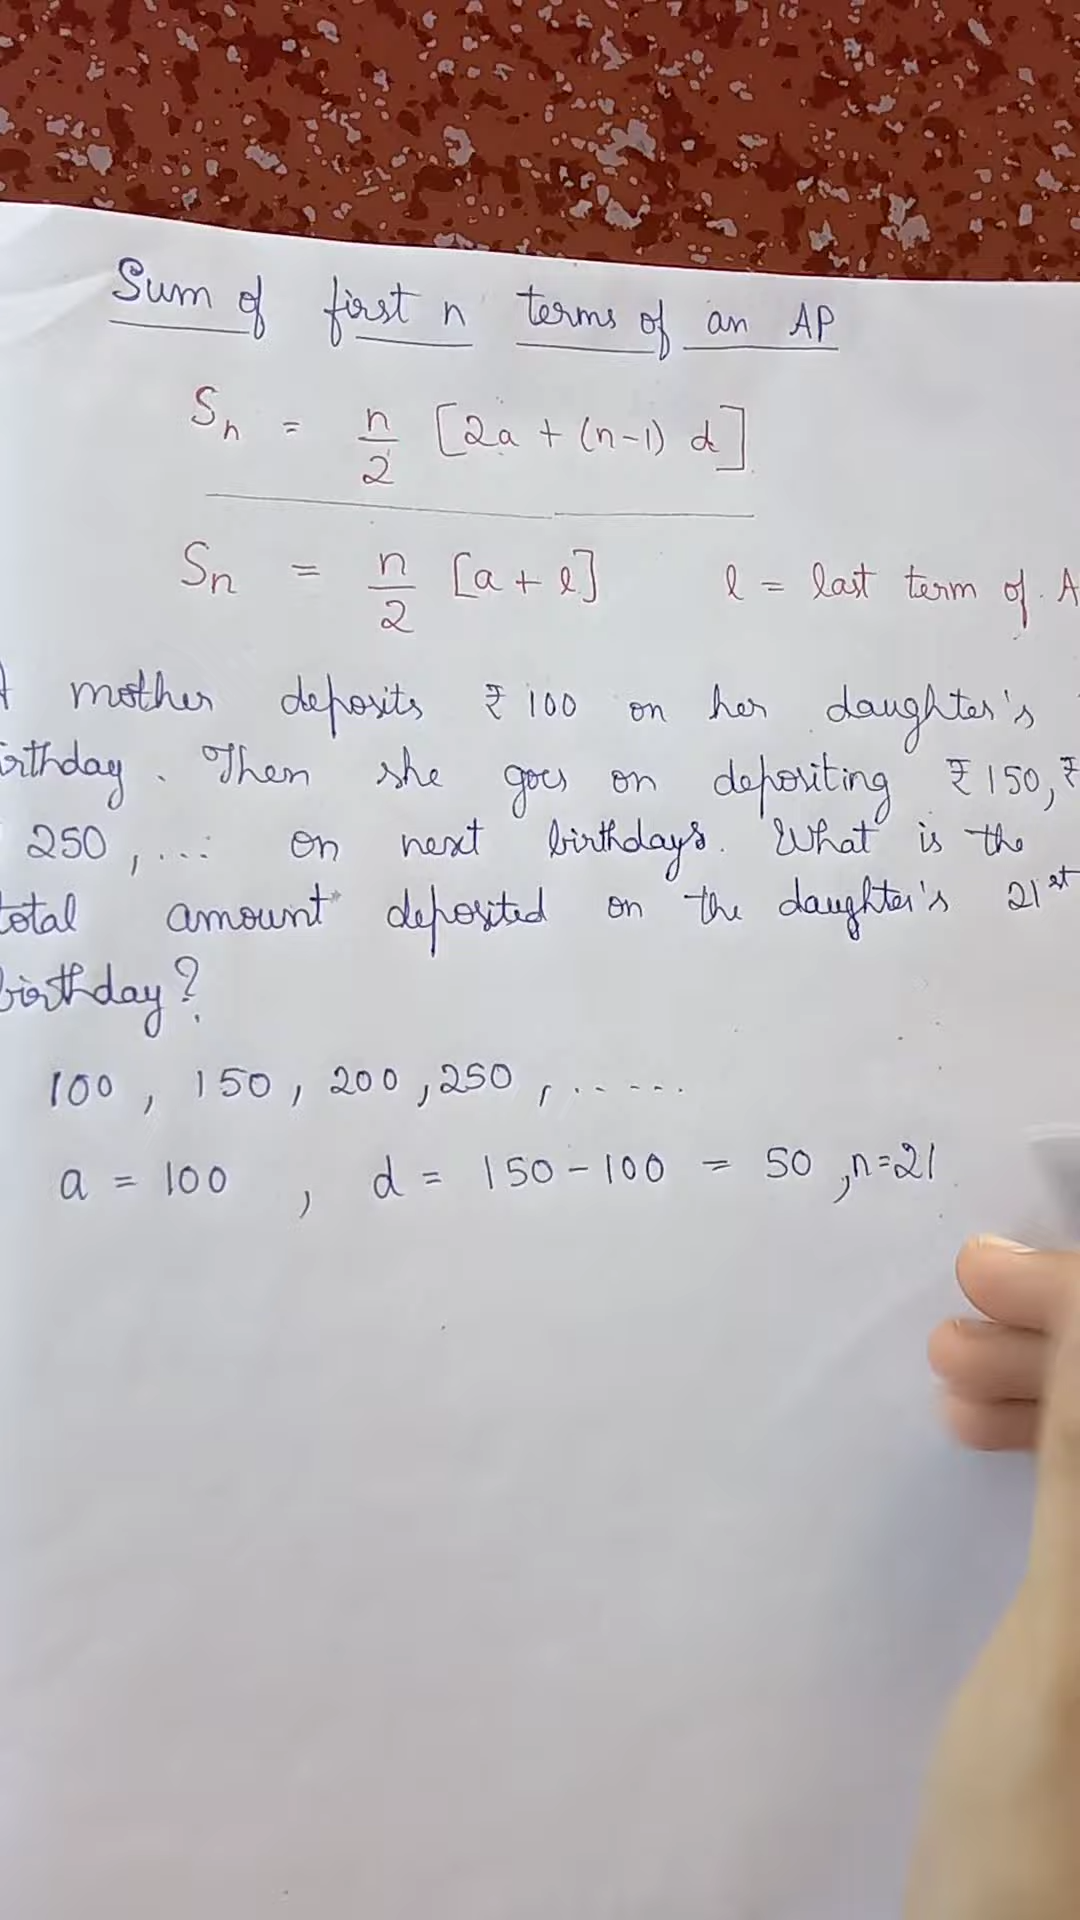 Sum of first n terms of an AP
Sn = n/2 [2a + (n-1) d]
Sn = n/2 [a + l] l = last term of A
mother deposits ₹100 on her daughter's
irthday. Then she goes on depositing ₹150, ₹
250, ... on next birthdays. What is the
total amount deposited on the daughter's 21st
birthday?
100, 150, 200, 250, ......
a = 100, d = 150-100 = 50, n=21